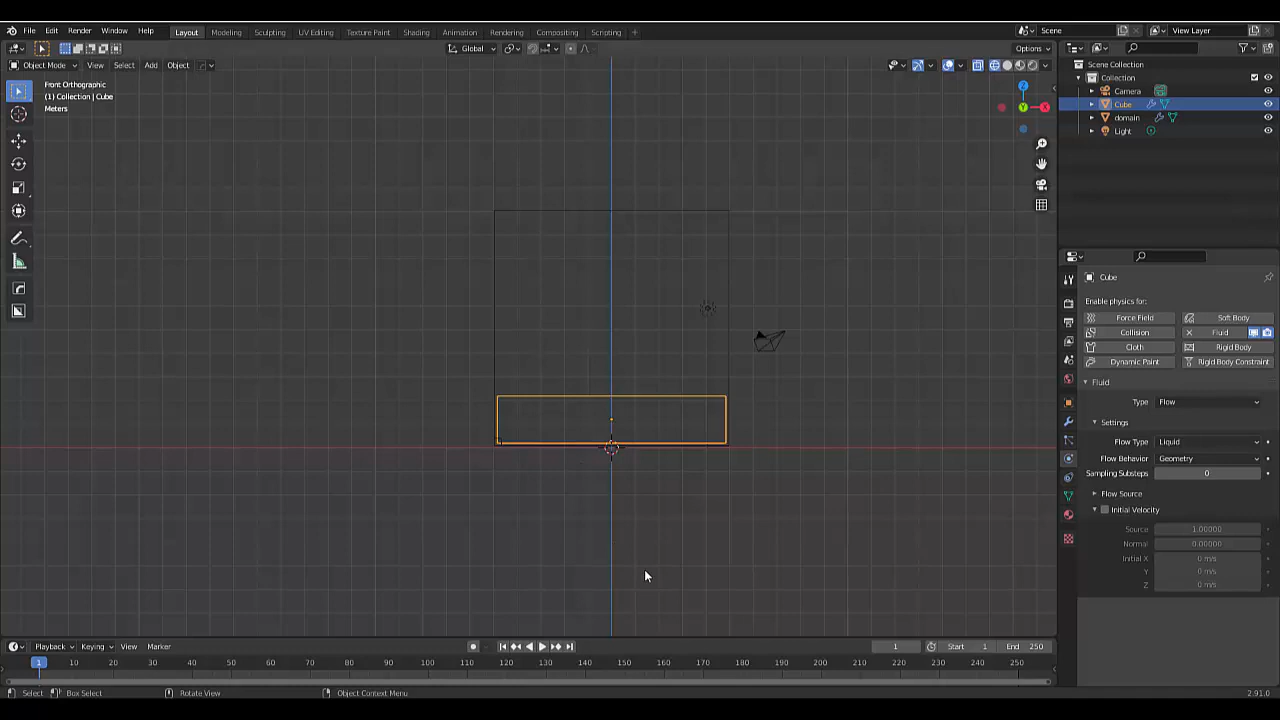 File Edit Render Window Help Layout Modeling Sculpting UV Editing Texture Paint Shading Animation Rendering Compositing Scripting + Scene View Layer
Global Options
Object Mode View Select Add Object
Front Orthographic
(1) Collection | Cube
Meters
Z
Y
X
Scene Collection
Collection
Camera
Cube
domain
Light
Cube
Enable physics for:
Force Field Soft Body
Collision Fluid
Cloth Rigid Body
Dynamic Paint Rigid Body Constraint
Fluid
Type Flow
Settings
Flow Type Liquid
Flow Behavior Geometry
Sampling Substeps 0
Flow Source
Initial Velocity
Source 1.00000
Normal 0.00000
Initial X 0 m/s
Y 0 m/s
Z 0 m/s
Playback Keying View Marker 1 Start 1 End 250
1 10 20 30 40 50 60 70 80 90 100 110 120 130 140 150 160 170 180 190 200 210 220 230 240 250
Select Box Select Rotate View Object Context Menu 2.91.0